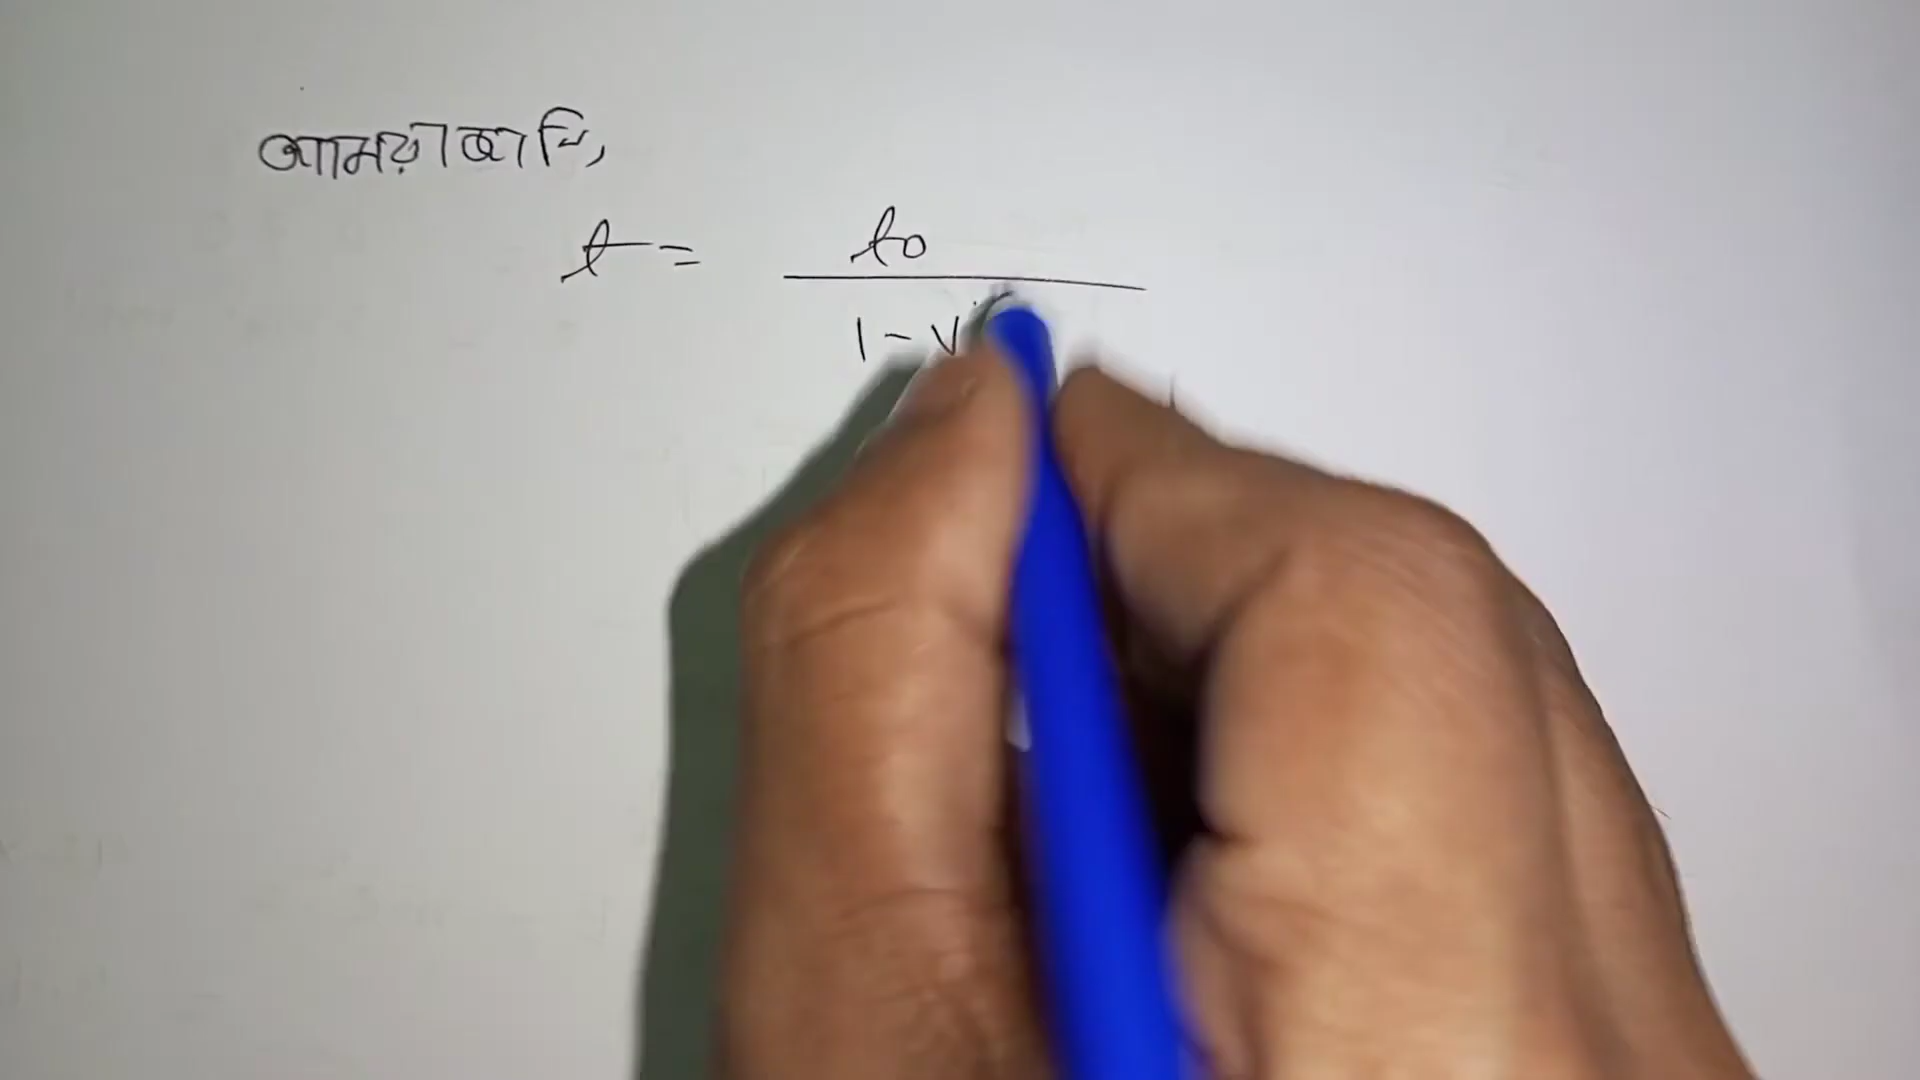 আমরা জানি,
t = t₀
1 - v